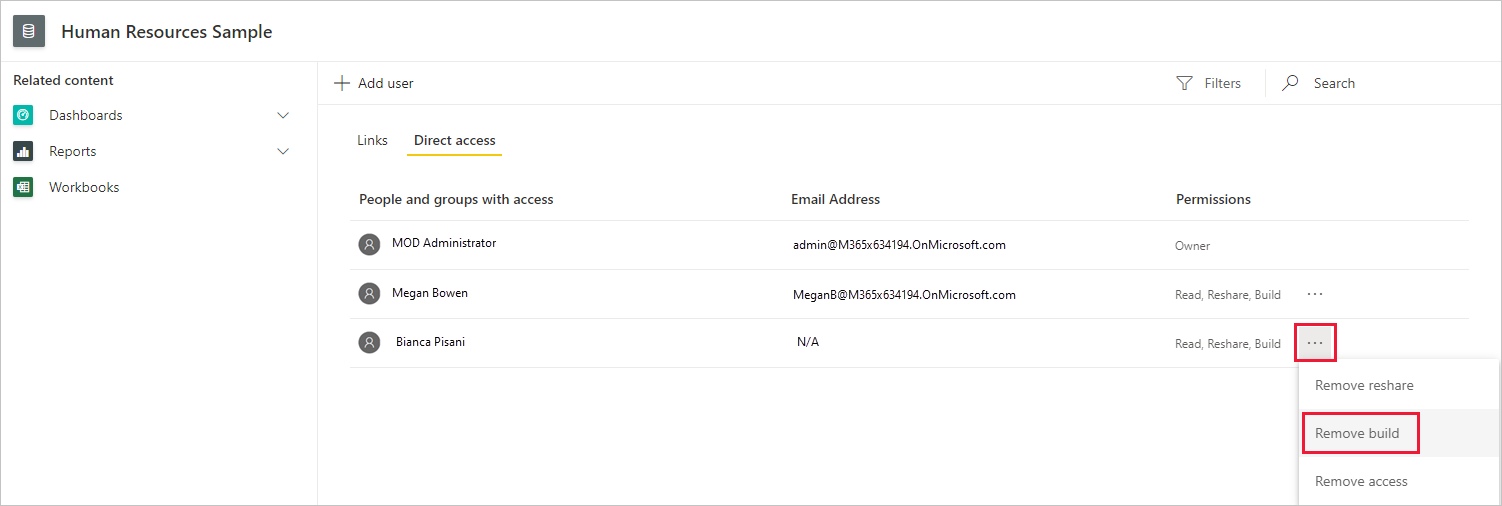 Human Resources Sample
Related content
Dashboards
Reports
Workbooks
Add user
Filters
Search
Links
Direct access
People and groups with access Email Address Permissions
MOD Administrator admin@M365x634194.OnMicrosoft.com Owner
Megan Bowen MeganB@M365x634194.OnMicrosoft.com Read, Reshare, Build ...
Bianca Pisani N/A Read, Reshare, Build ...
Remove reshare
Remove build
Remove access